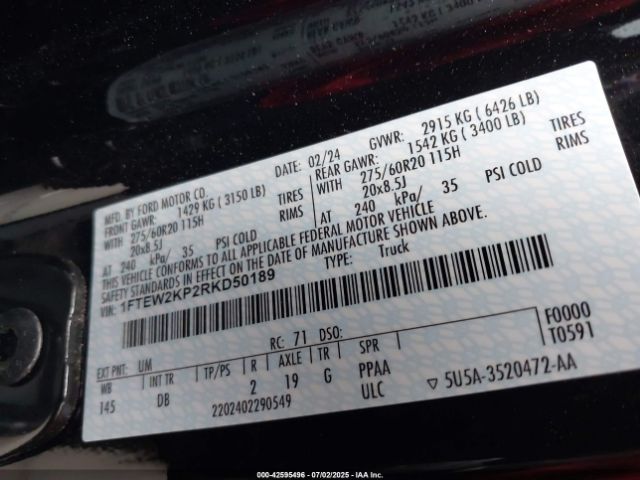 MFD. BY FORD MOTOR CO.
DATE: 02/24 GVWR: 2915 KG ( 6426 LB)
FRONT GAWR: 1429 KG ( 3150 LB) REAR GAWR: 1542 KG ( 3400 LB)
WITH 275/60R20 115H TIRES WITH 275/60R20 115H TIRES
20x8.5J RIMS 20x8.5J RIMS
AT 240 kPa/ 35 PSI COLD AT 240 kPa/ 35 PSI COLD
THIS VEHICLE CONFORMS TO ALL APPLICABLE FEDERAL MOTOR VEHICLE
SAFETY STANDARDS IN EFFECT ON THE DATE OF MANUFACTURE SHOWN ABOVE.
VIN: 1FTEW2KP2RKD50189 TYPE: Truck
F0000
T0591
EXT PNT: UM RC: 71 DSO:
WB INT TR TP/PS R AXLE TR
145 DB 2 19 G PPAA
ULC
2202402290549
▽ 5U5A-3520472-AA
000-42595496 07/02/2025 IAA Inc.